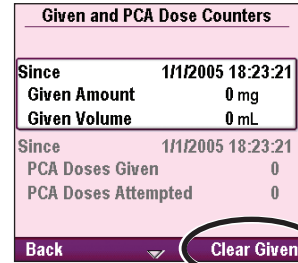 Given and PCA Dose Counters
Since 1/1/2005 18:23:21
Given Amount 0 mg
Given Volume 0 mL
Since 1/1/2005 18:23:21
PCA Doses Given 0
PCA Doses Attempted 0
Back Clear Given